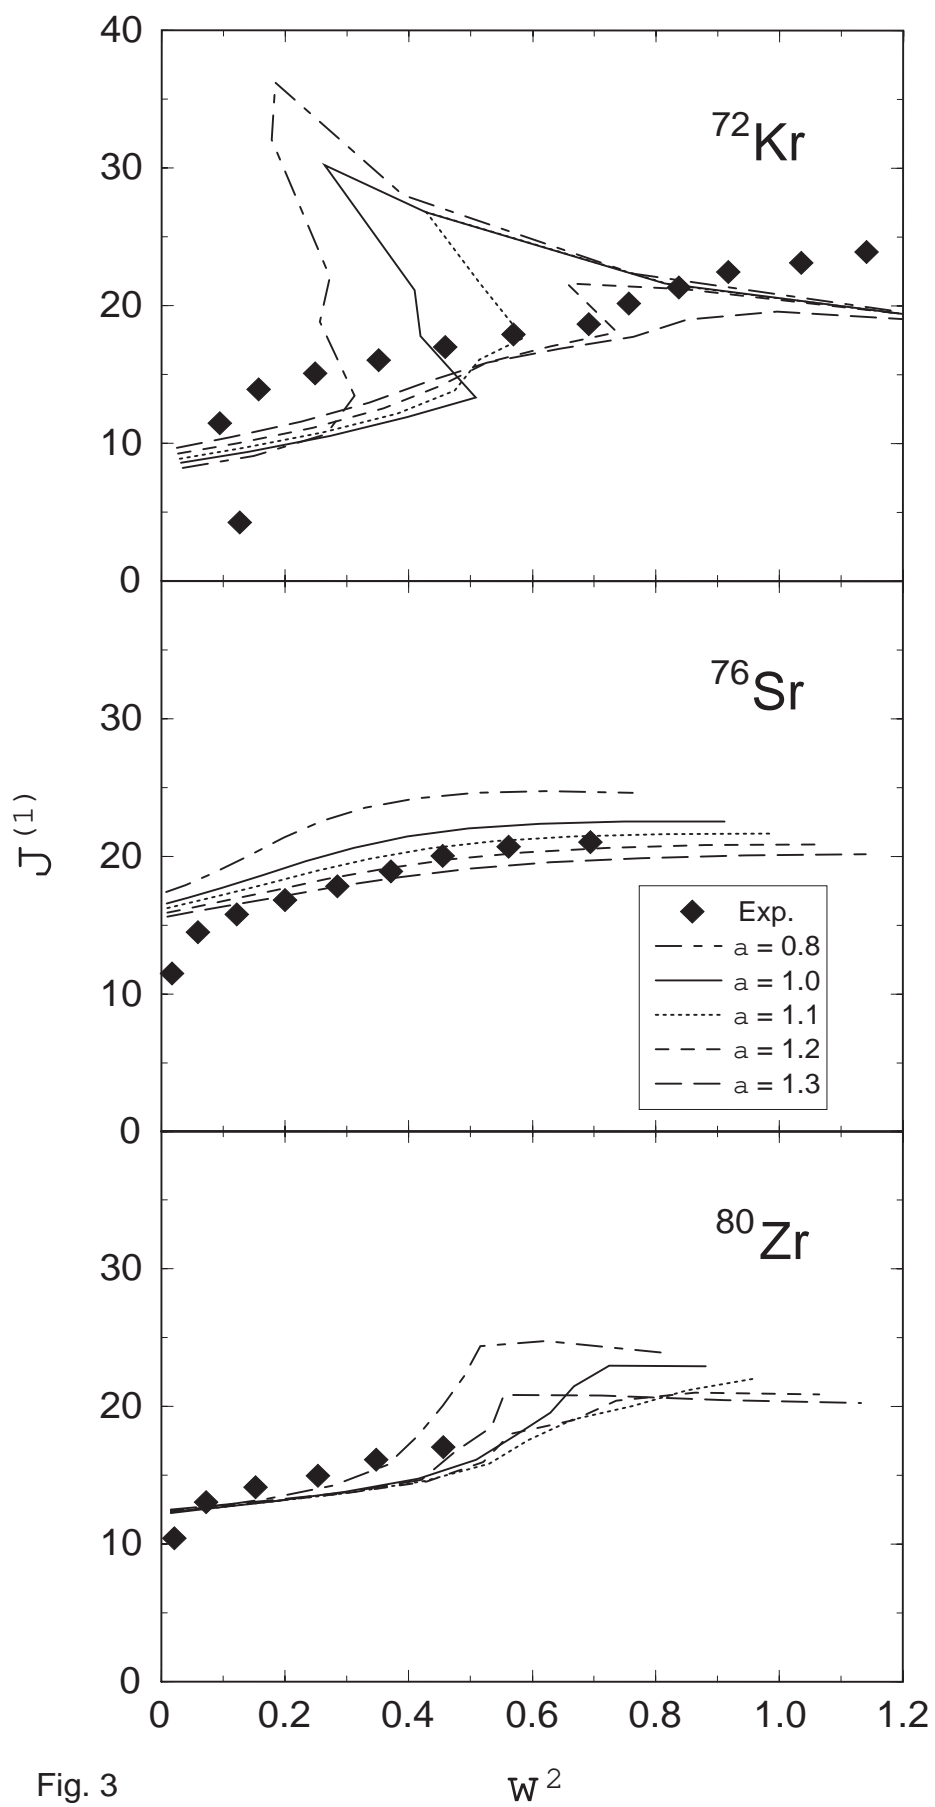 40
72Kr
30
20
10
0
76Sr
30
J(1)
20
Exp.
a = 0.8
10
a = 1.0
a = 1.1
a = 1.2
a = 1.3
0
80Zr
30
20
10
0
0 0.2 0.4 0.6 0.8 1.0 1.2
Fig. 3
w2